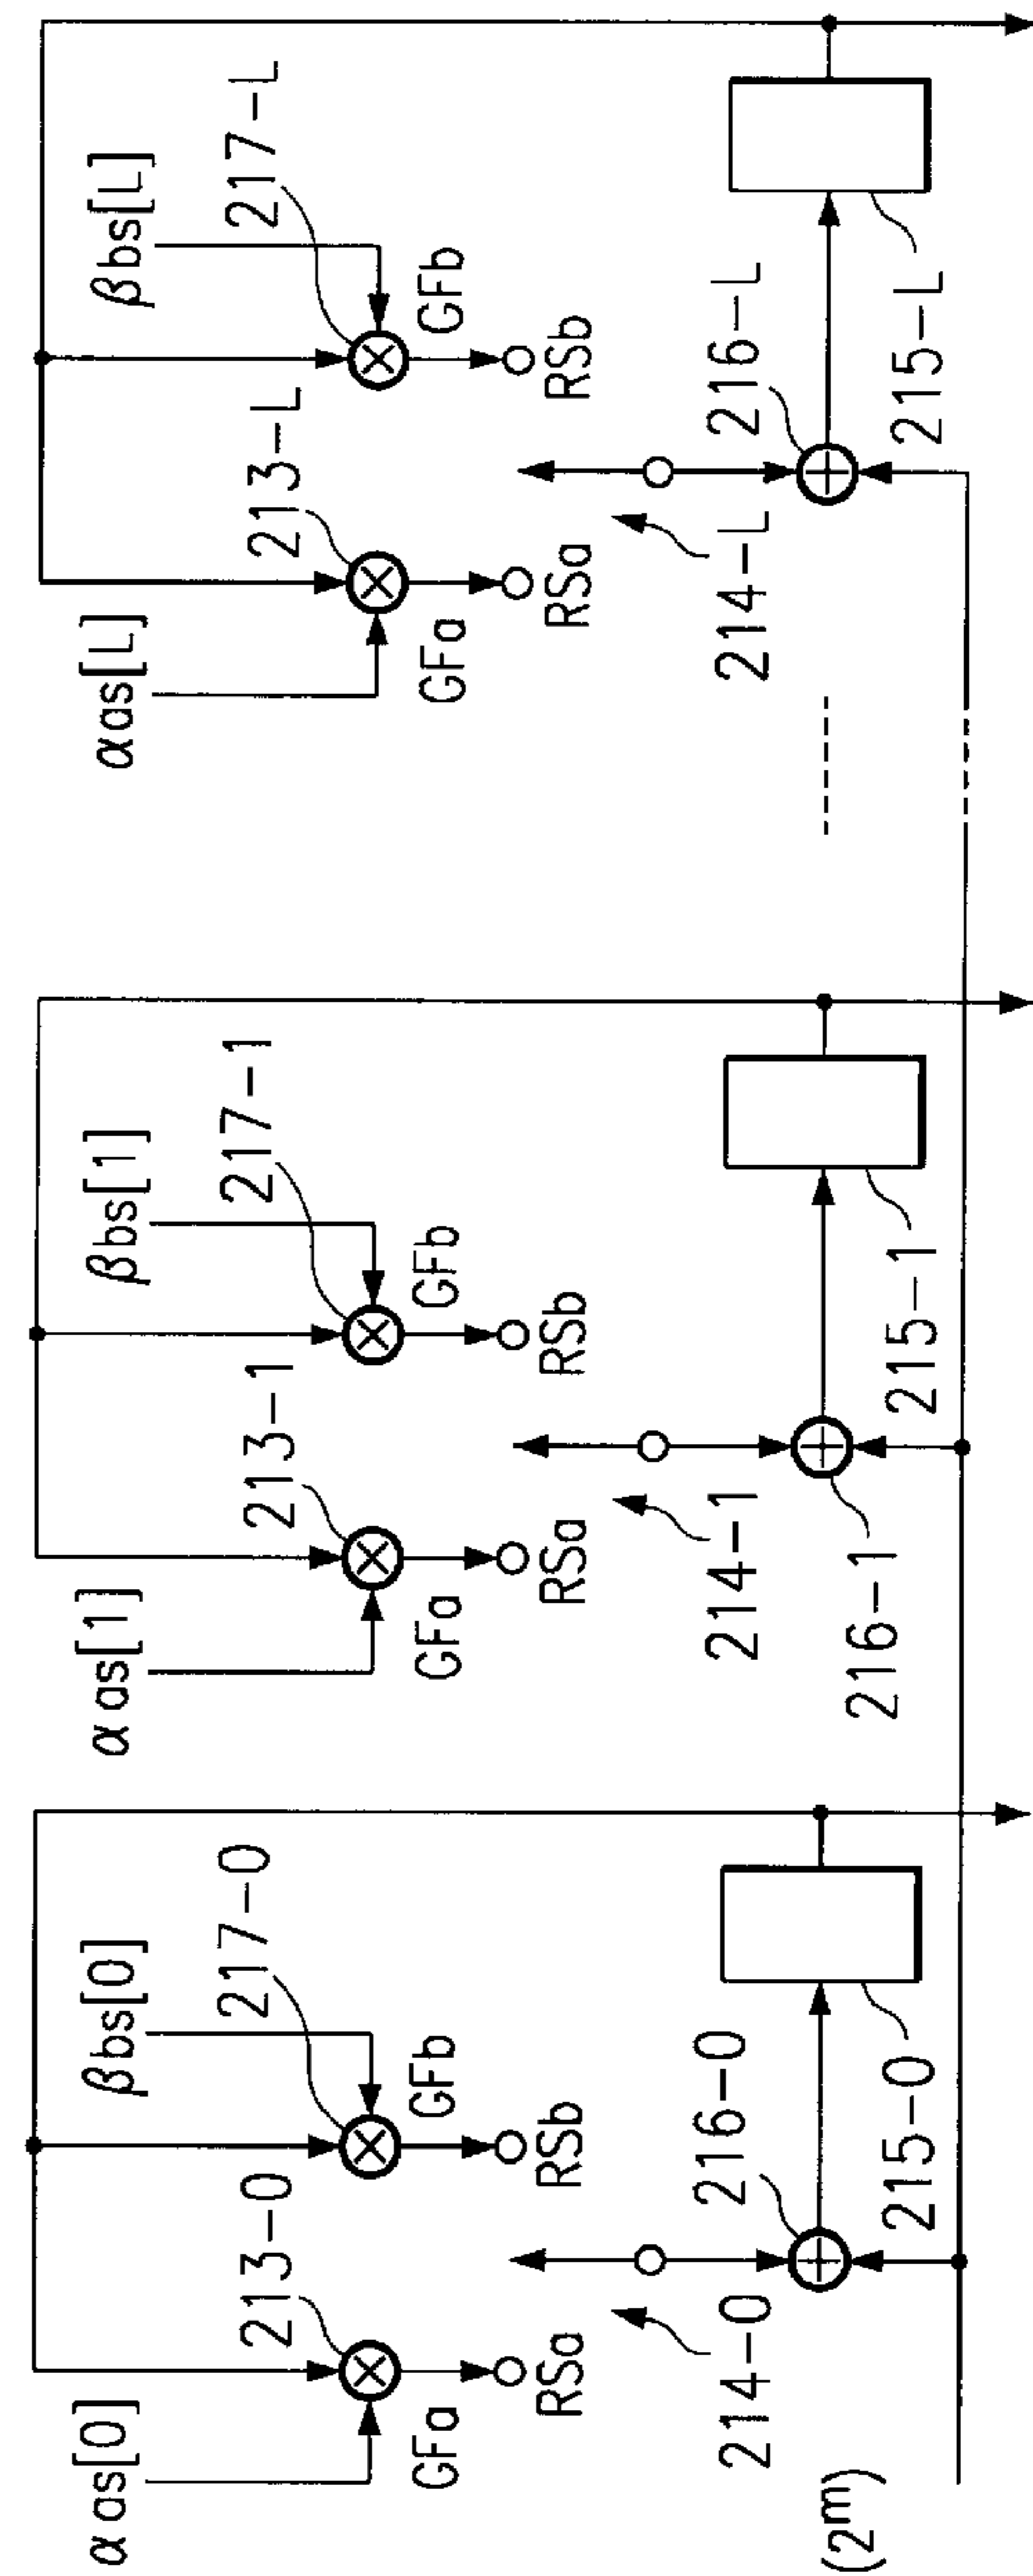 αas[0]
βbs[0]
213-0
217-0
GFa
GFb
RSa
RSb
214-0
216-0
(2^m)
215-0
αas[1]
βbs[1]
213-1
217-1
GFa
GFb
RSa
RSb
214-1
216-1
215-1
αas[L]
βbs[L]
213-L
217-L
GFa
GFb
RSa
RSb
214-L
216-L
215-L